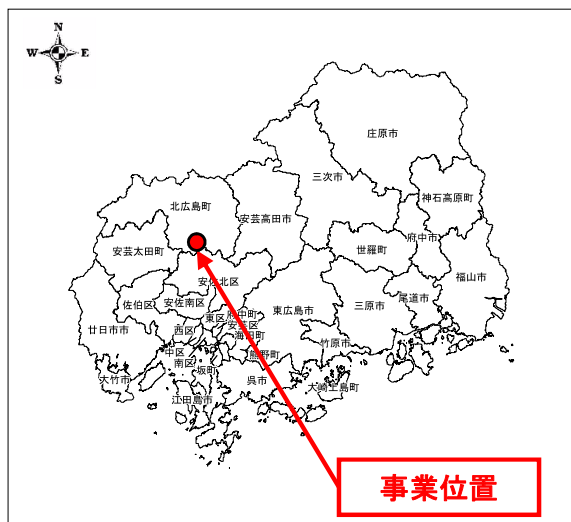 N
W E
S
庄原市
三次市
北広島町
神石高原町
安芸高田市
安芸太田町
世羅町
府中市
安佐北区
福山市
佐伯区
安佐南区
東広島市
三原市
尾道市
府中町
東区
安芸区
廿日市市
西区
海田町
竹原市
中区
熊野町
南区
坂町
呉市
大竹市
大崎上島町
江田島市
事業位置